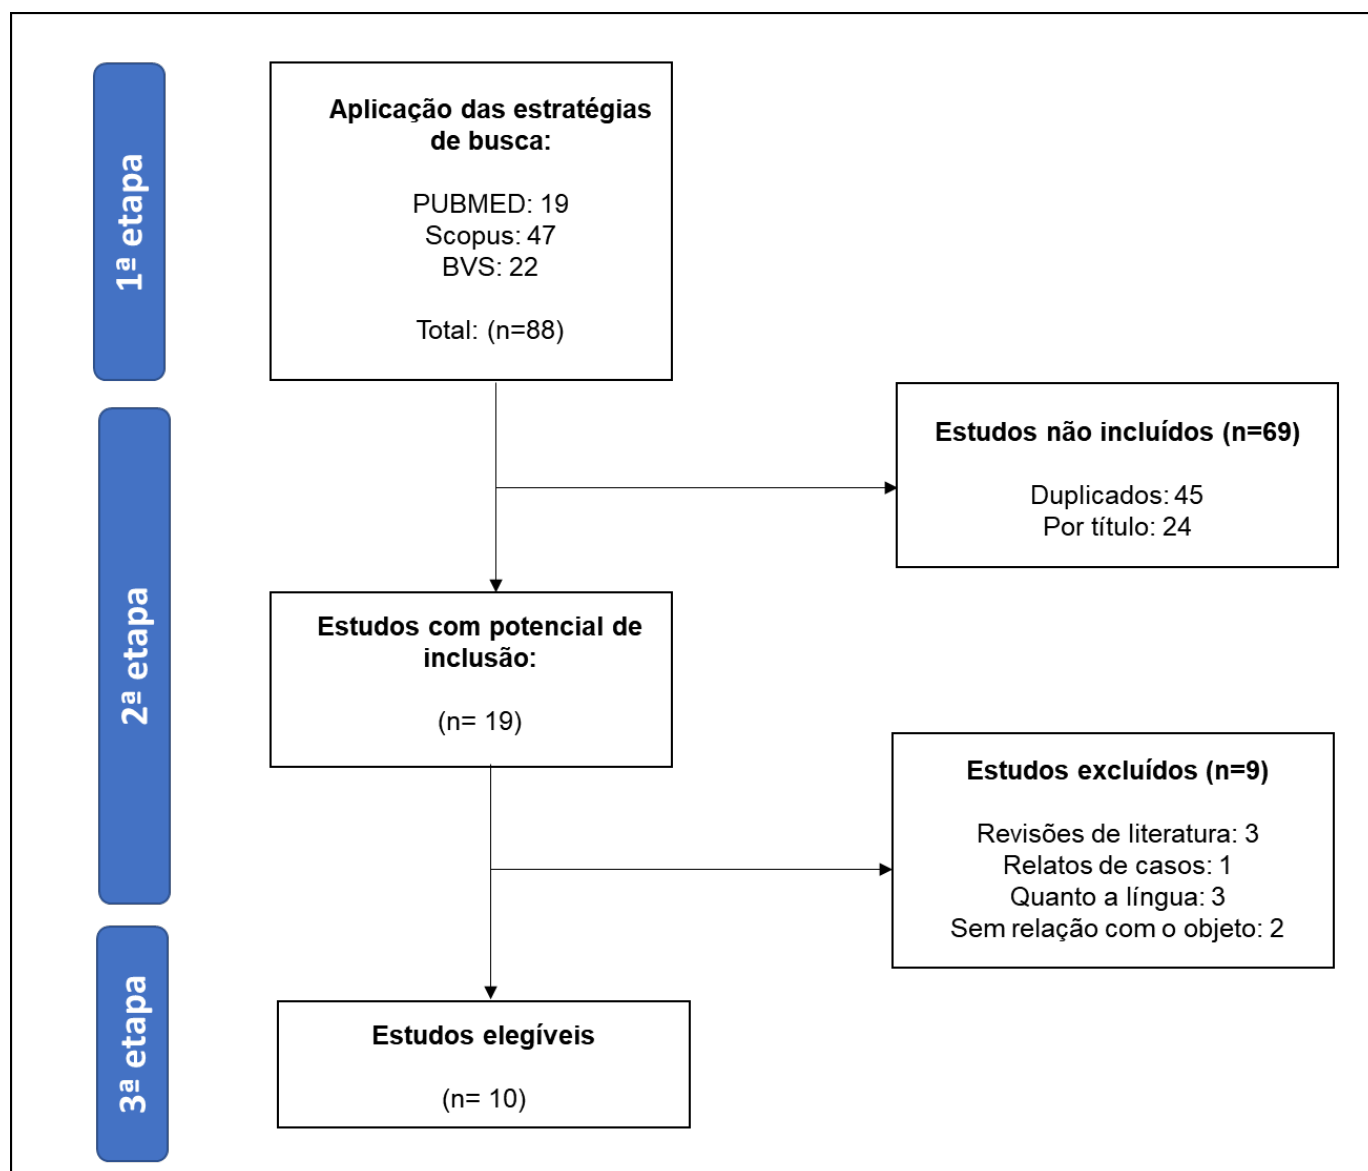 1ª etapa
Aplicação das estratégias
de busca:
PUBMED: 19
Scopus: 47
BVS: 22
Total: (n=88)
2ª etapa
Estudos não incluídos (n=69)
Duplicados: 45
Por título: 24
Estudos com potencial de
inclusão:
(n= 19)
Estudos excluídos (n=9)
Revisões de literatura: 3
Relatos de casos: 1
Quanto a língua: 3
Sem relação com o objeto: 2
3ª etapa
Estudos elegíveis
(n= 10)